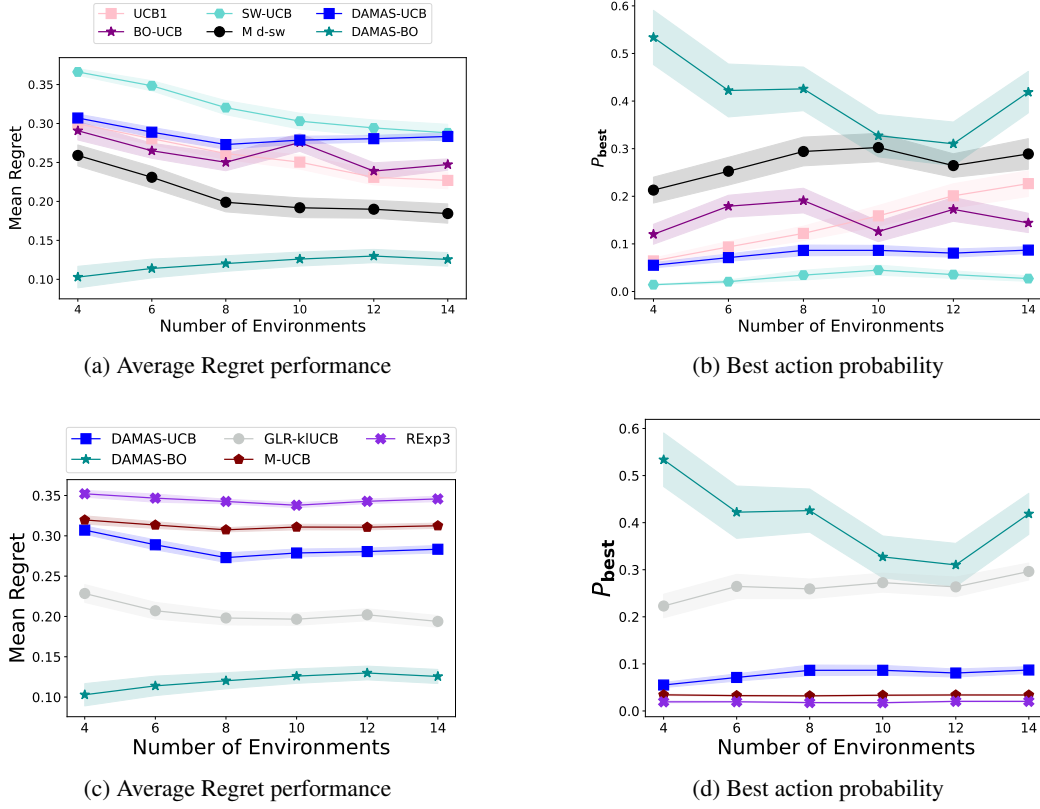 UCB1 SW-UCB DAMAS-UCB
BO-UCB M d-sw DAMAS-BO
Mean Regret
0.35
0.30
0.25
0.20
0.15
0.10
4 6 8 10 12 14
Number of Environments
(a) Average Regret performance
P_best
0.6
0.5
0.4
0.3
0.2
0.1
0.0
4 6 8 10 12 14
Number of Environments
(b) Best action probability
DAMAS-UCB GLR-klUCB RExp3
DAMAS-BO M-UCB
Mean Regret
0.35
0.30
0.25
0.20
0.15
0.10
4 6 8 10 12 14
Number of Environments
(c) Average Regret performance
P_best
0.6
0.5
0.4
0.3
0.2
0.1
0.0
4 6 8 10 12 14
Number of Environments
(d) Best action probability